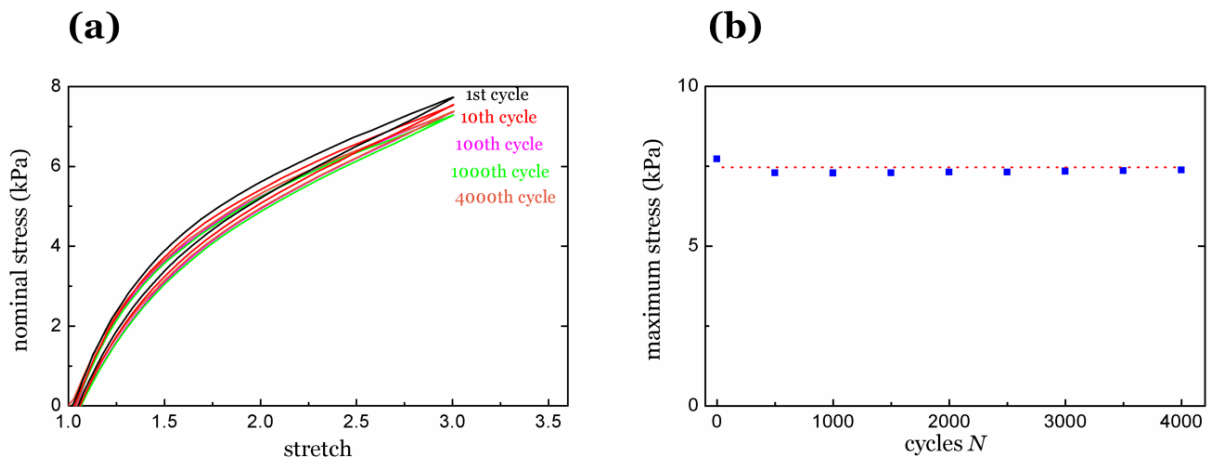 (a)
8
6
4
2
0
1.0 1.5 2.0 2.5 3.0 3.5
nominal stress (kPa)
stretch
1st cycle
10th cycle
100th cycle
1000th cycle
4000th cycle
(b)
10
5
0
0 1000 2000 3000 4000
maximum stress (kPa)
cycles N